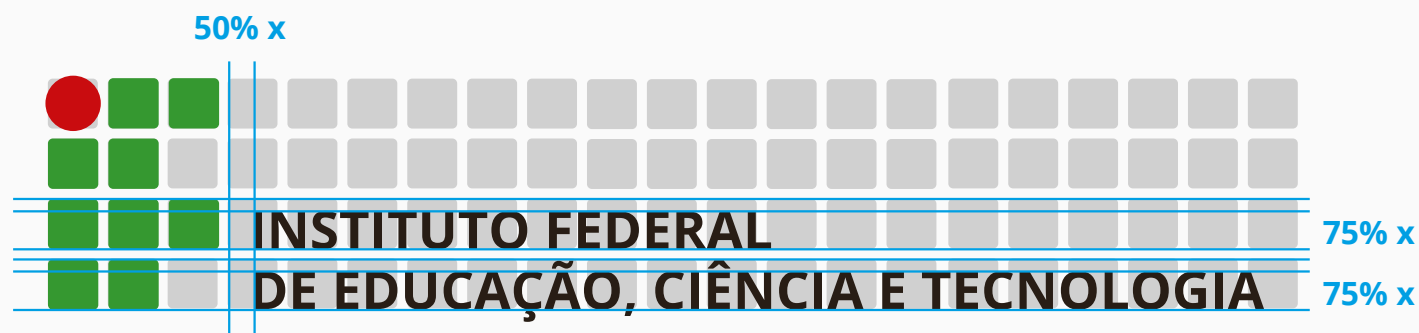 50% x
INSTITUTO FEDERAL
75% x
DE EDUCAÇÃO, CIÊNCIA E TECNOLOGIA
75% x